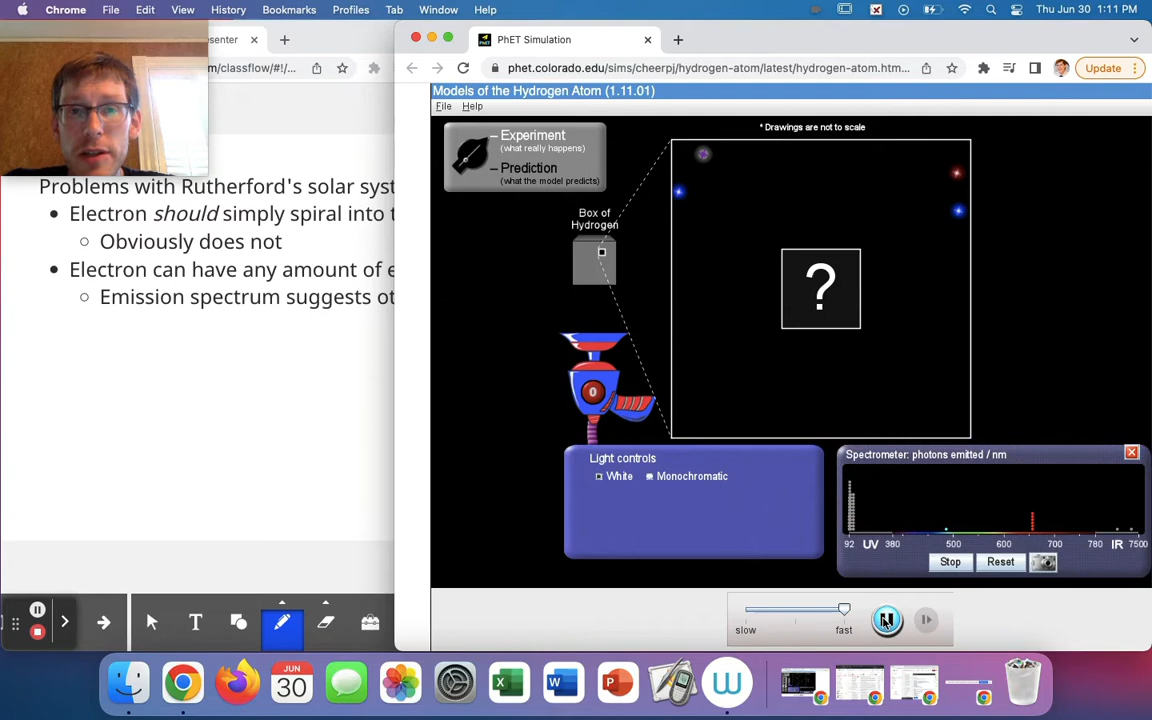 Chrome File Edit View History Bookmarks Profiles Tab Window Help Thu Jun 30 1:11 PM
PhET Simulation
m/classflow/#!/...
phet.colorado.edu/sims/cheerpj/hydrogen-atom/latest/hydrogen-atom.htm...
Update
Models of the Hydrogen Atom (1.11.01)
File Help
Experiment
(what really happens)
Prediction
(what the model predicts)
* Drawings are not to scale
Box of
Hydrogen
?
Problems with Rutherford's solar syst
Electron should simply spiral into t
Obviously does not
Electron can have any amount of e
Emission spectrum suggests ot
Light controls
White Monochromatic
Spectrometer: photons emitted / nm
92 UV 380 500 600 700 780 IR 7500
Stop Reset
slow fast
T
JUN
30
X W P W